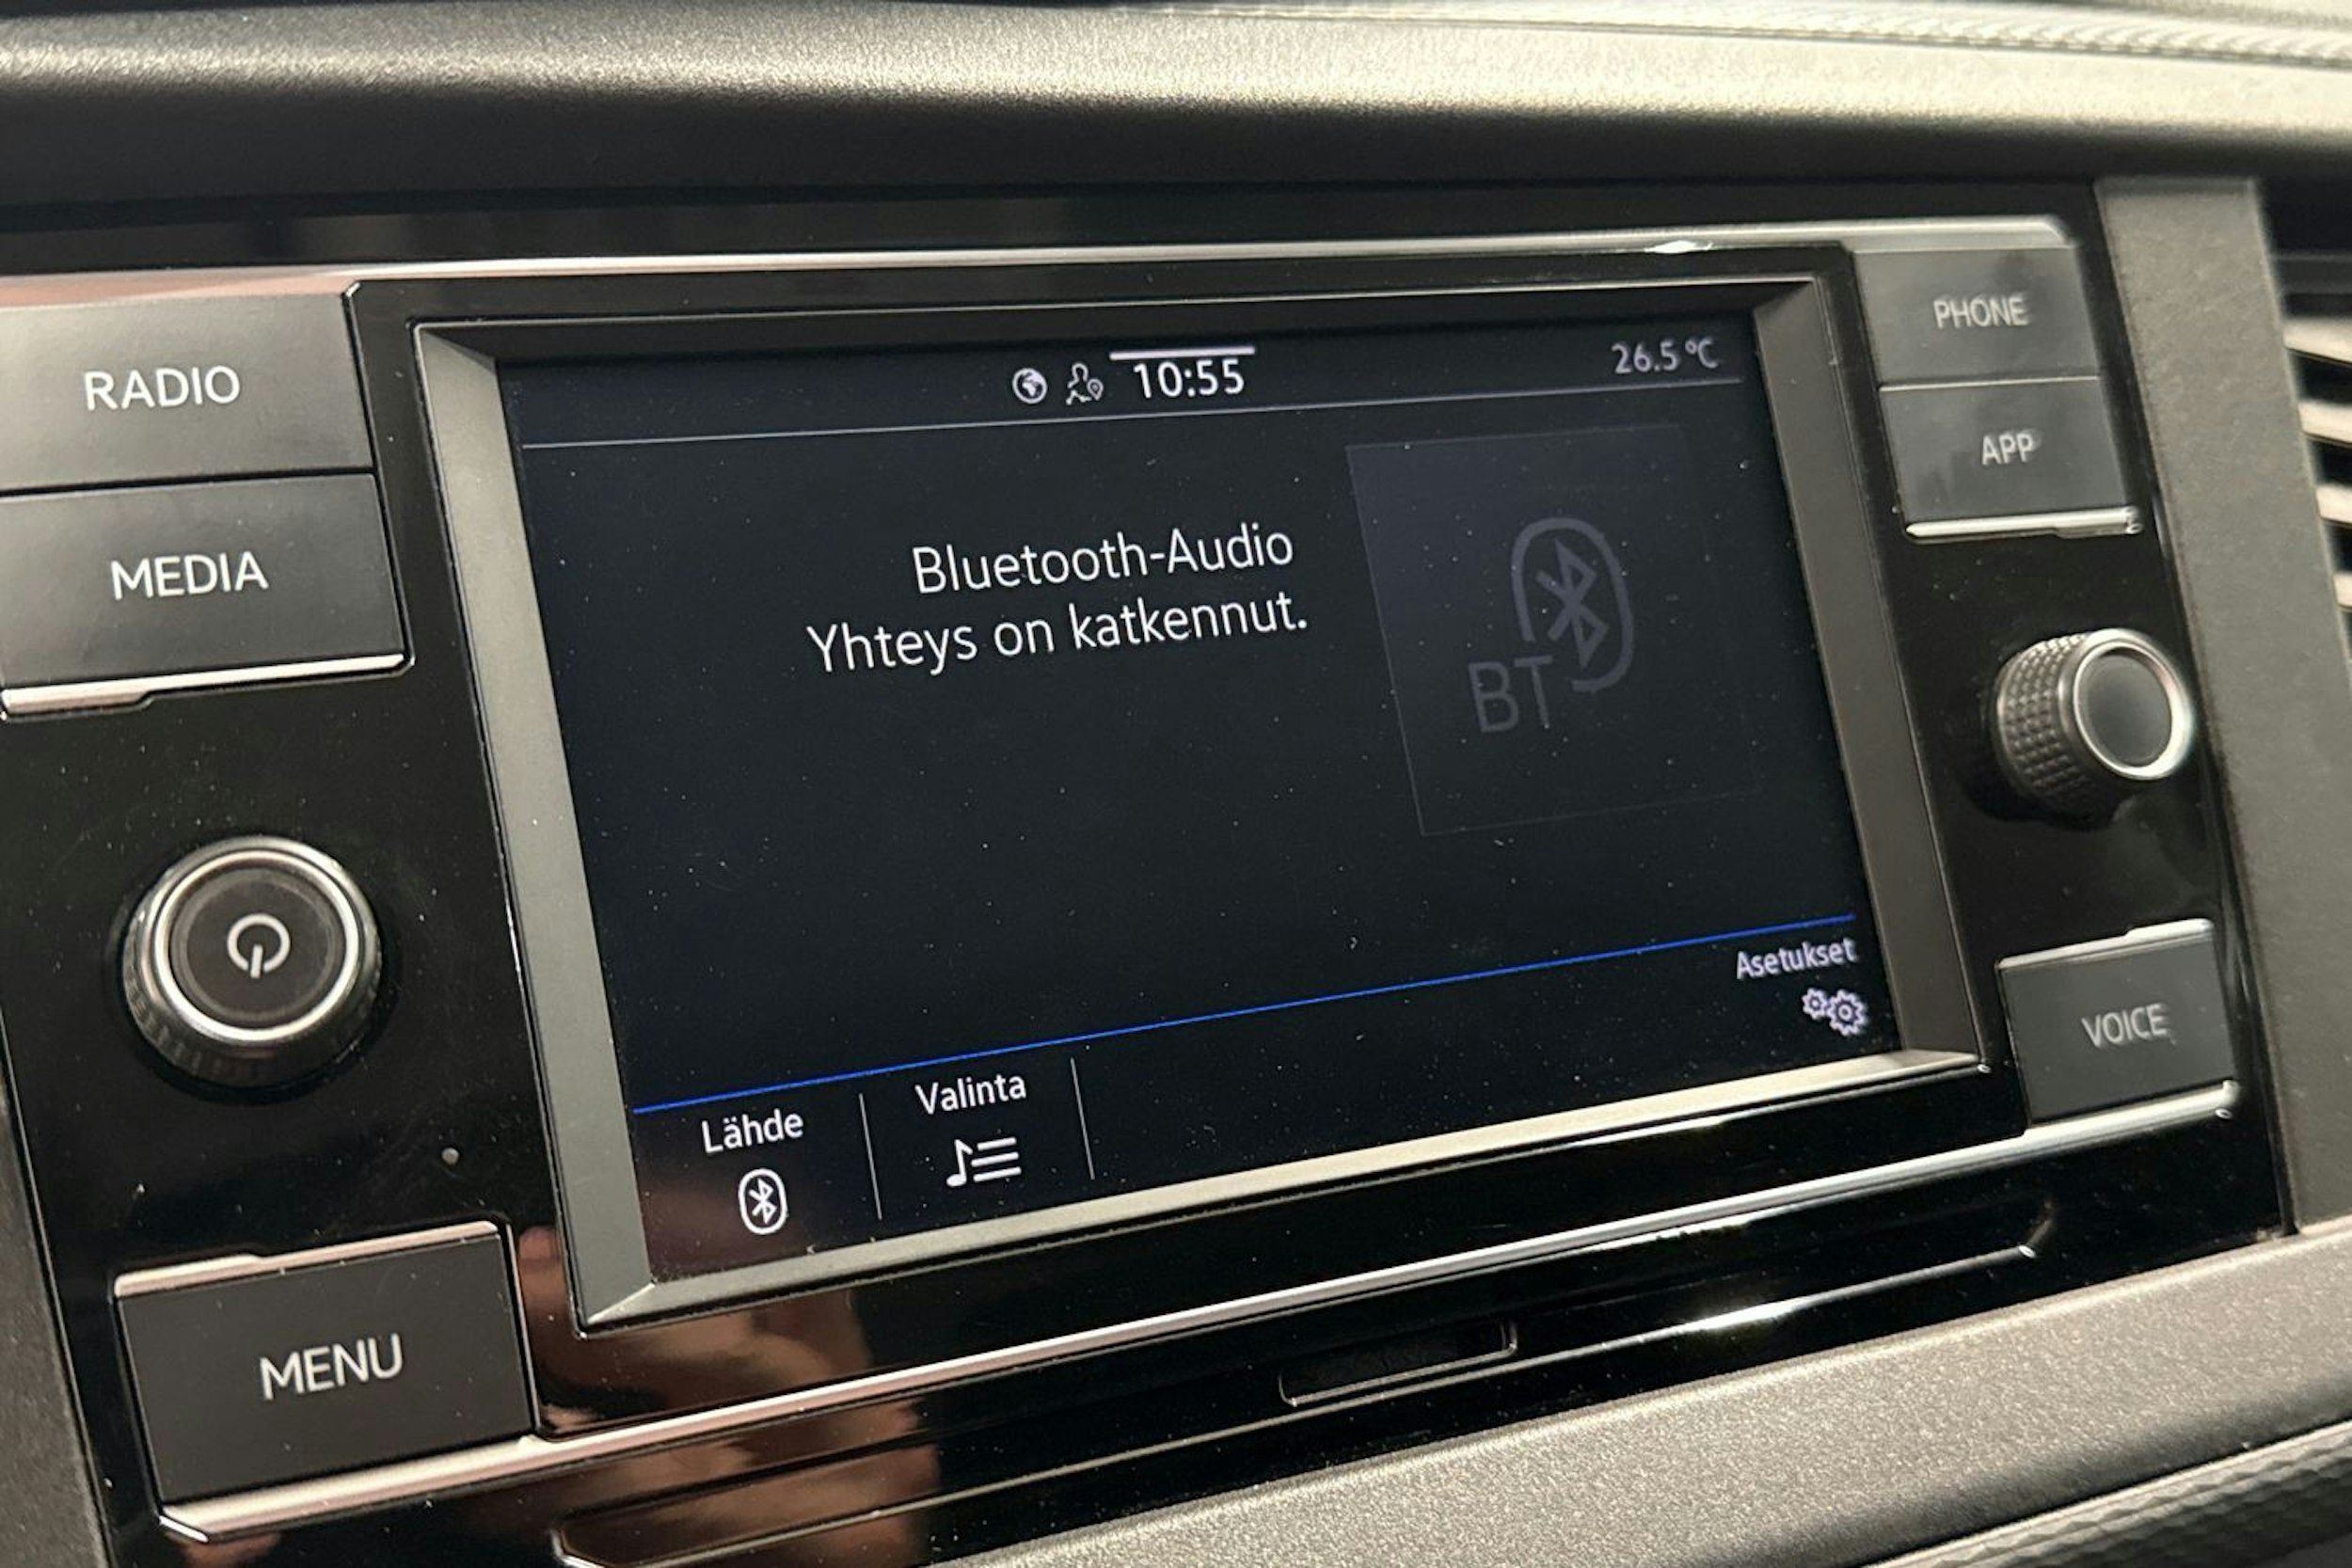 RADIO
MEDIA
MENU
10:55
26.5 °C
Bluetooth-Audio
Yhteys on katkennut.
BT
Asetukset
Lähde
Valinta
PHONE
APP
VOICE